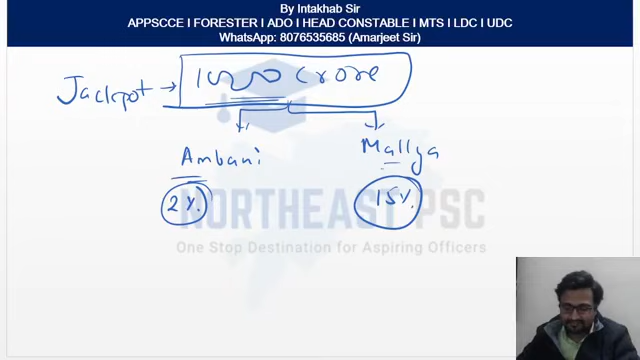 By Intakhab Sir
APPSCCE I FORESTER I ADO I HEAD CONSTABLE I MTS I LDC I UDC
WhatsApp: 8076535685 (Amarjeet Sir)
Jackpot → Crore
Ambani Mallya
2%. 15%.
NORTHEAST PSC
One Stop Destination for Aspiring Officers